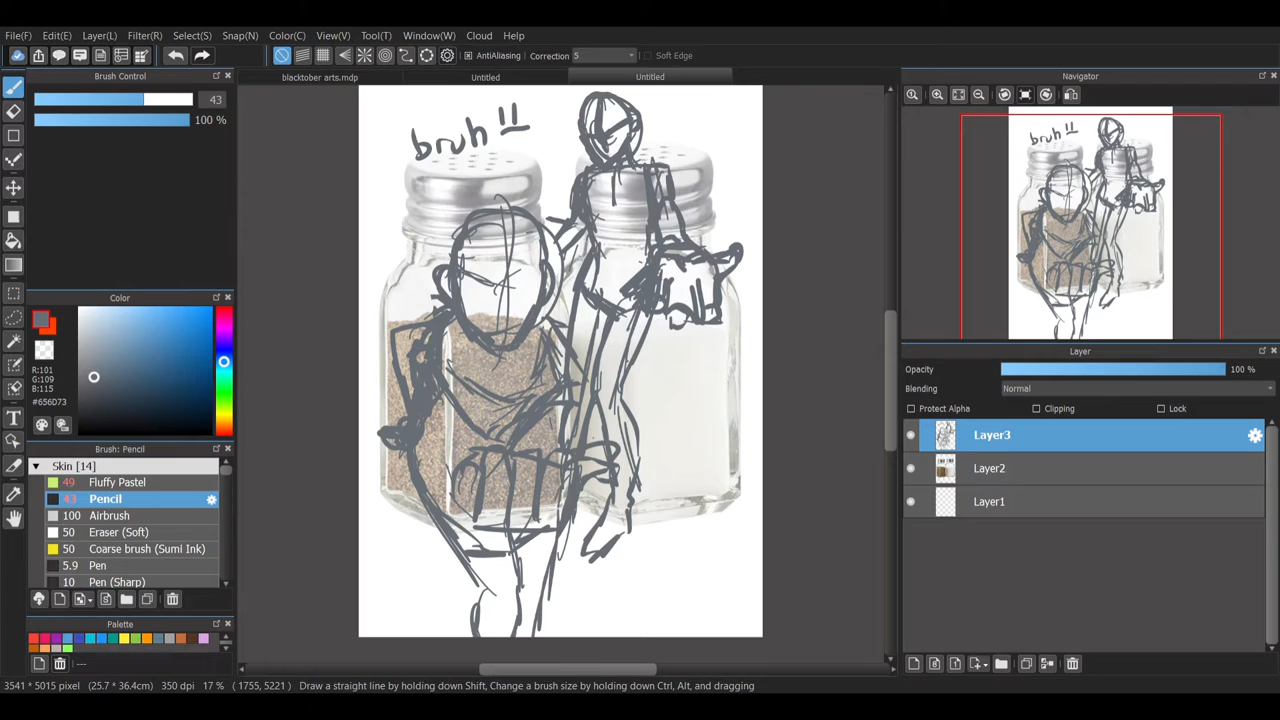 File(F) Edit(E) Layer(L) Filter(R) Select(S) Snap(N) Color(C) View(V) Tool(T) Window(W) Cloud Help
AntiAliasing Correction 5 Soft Edge
Brush Control
blacktober arts.mdp Untitled Untitled
Navigator
43
100 %
bruh !!
bruh !!
Color
R:101
G:109
B:115
#656D73
Layer
Opacity 100 %
Blending Normal
Protect Alpha Clipping Lock
Layer3
Layer2
Layer1
Brush: Pencil
Skin [14]
49 Fluffy Pastel
43 Pencil
100 Airbrush
50 Eraser (Soft)
50 Coarse brush (Sumi Ink)
5.9 Pen
10 Pen (Sharp)
Palette
---
3541 * 5015 pixel (25.7 * 36.4cm) 350 dpi 17 % ( 1755, 5221 ) Draw a straight line by holding down Shift, Change a brush size by holding down Ctrl, Alt, and dragging